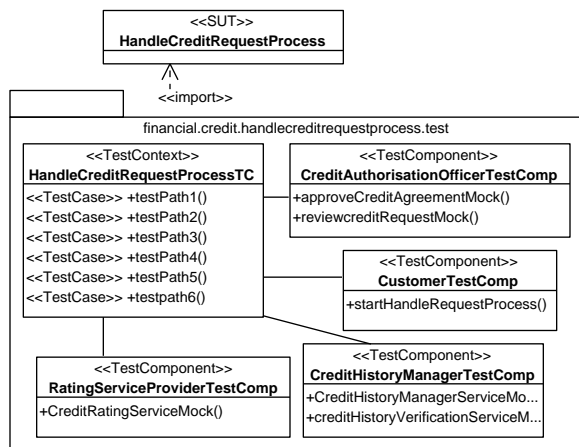 <<SUT>>
HandleCreditRequestProcess
<<import>>
financial.credit.handlecreditrequestprocess.test
<<TestContext>>
HandleCreditRequestProcessTC
<<TestCase>> +testPath1()
<<TestCase>> +testPath2()
<<TestCase>> +testPath3()
<<TestCase>> +testPath4()
<<TestCase>> +testPath5()
<<TestCase>> +testpath6()
<<TestComponent>>
CreditAuthorisationOfficerTestComp
+approveCreditAgreementMock()
+reviewcreditRequestMock()
<<TestComponent>>
CustomerTestComp
+startHandleRequestProcess()
<<TestComponent>>
RatingServiceProviderTestComp
+CreditRatingServiceMock()
<<TestComponent>>
CreditHistoryManagerTestComp
+CreditHistoryManagerServiceMo...
+creditHistoryVerificationServiceM...